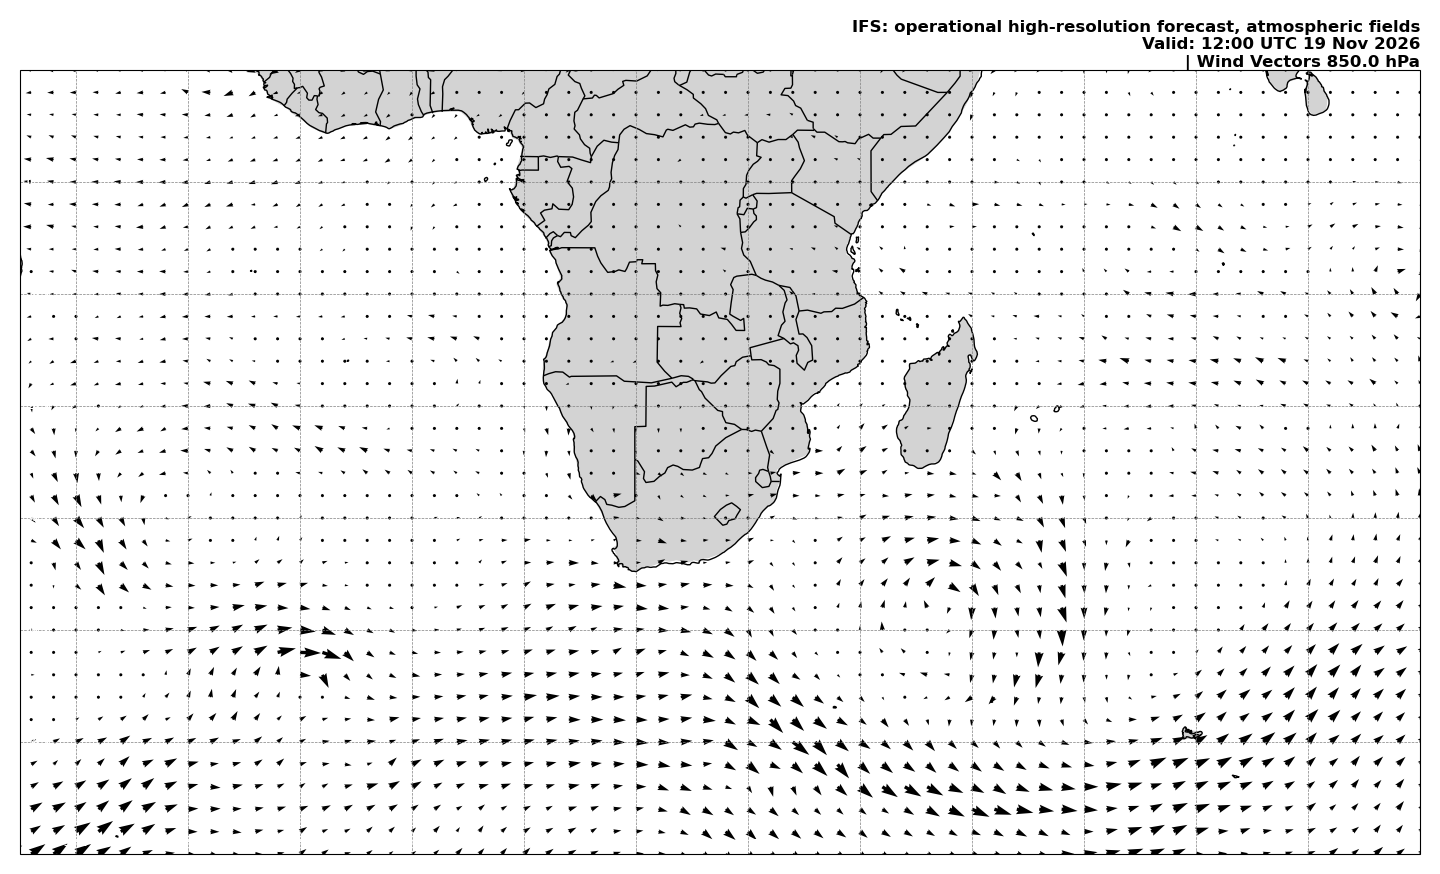 IFS: operational high-resolution forecast, atmospheric fields
Valid: 12:00 UTC 19 Nov 2026
| Wind Vectors 850.0 hPa